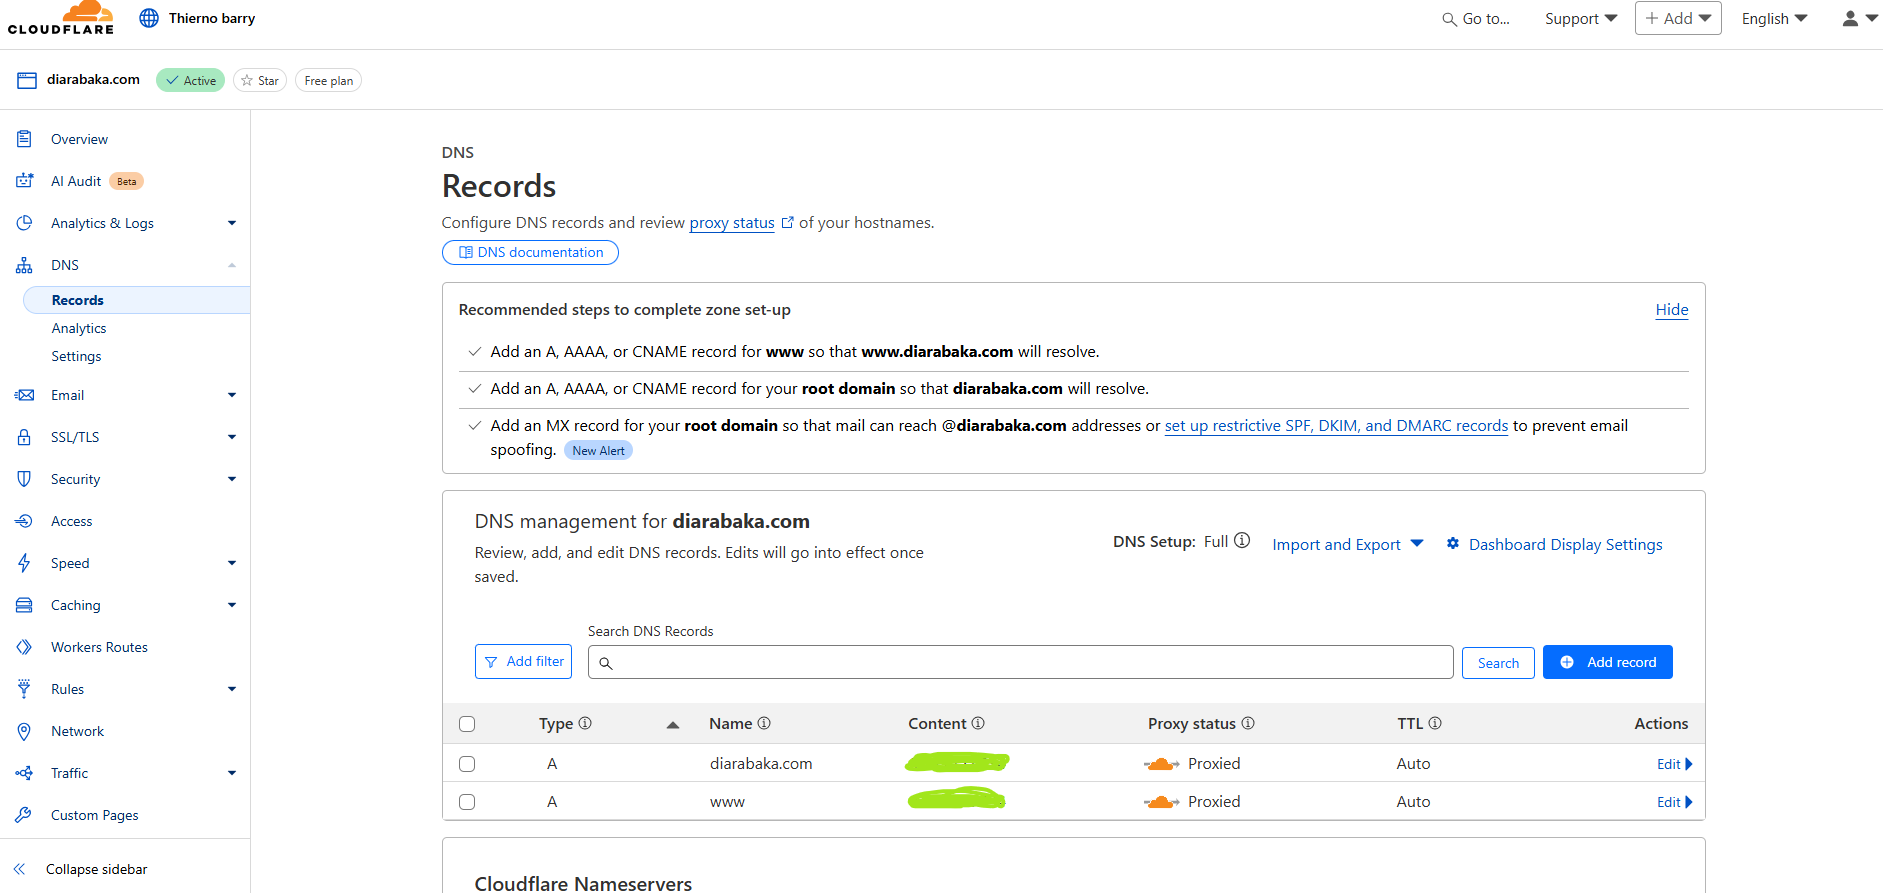 CLOUDFLARE
Thierno barry
Go to...
Support
+ Add
English
diarabaka.com
Active
Star
Free plan
Overview
AI Audit Beta
Analytics & Logs
DNS
Records
Analytics
Settings
Email
SSL/TLS
Security
Access
Speed
Caching
Workers Routes
Rules
Network
Traffic
Custom Pages
Collapse sidebar
DNS
Records
Configure DNS records and review proxy status of your hostnames.
DNS documentation
Recommended steps to complete zone set-up
Hide
Add an A, AAAA, or CNAME record for www so that www.diarabaka.com will resolve.
Add an A, AAAA, or CNAME record for your root domain so that diarabaka.com will resolve.
Add an MX record for your root domain so that mail can reach @diarabaka.com addresses or set up restrictive SPF, DKIM, and DMARC records to prevent email
spoofing. New Alert
DNS management for diarabaka.com
Review, add, and edit DNS records. Edits will go into effect once
saved.
DNS Setup: Full
Import and Export
Dashboard Display Settings
Search DNS Records
Add filter
Search
Add record
Type Name Content Proxy status TTL Actions
A diarabaka.com Proxied Auto Edit
A www Proxied Auto Edit
Cloudflare Nameservers